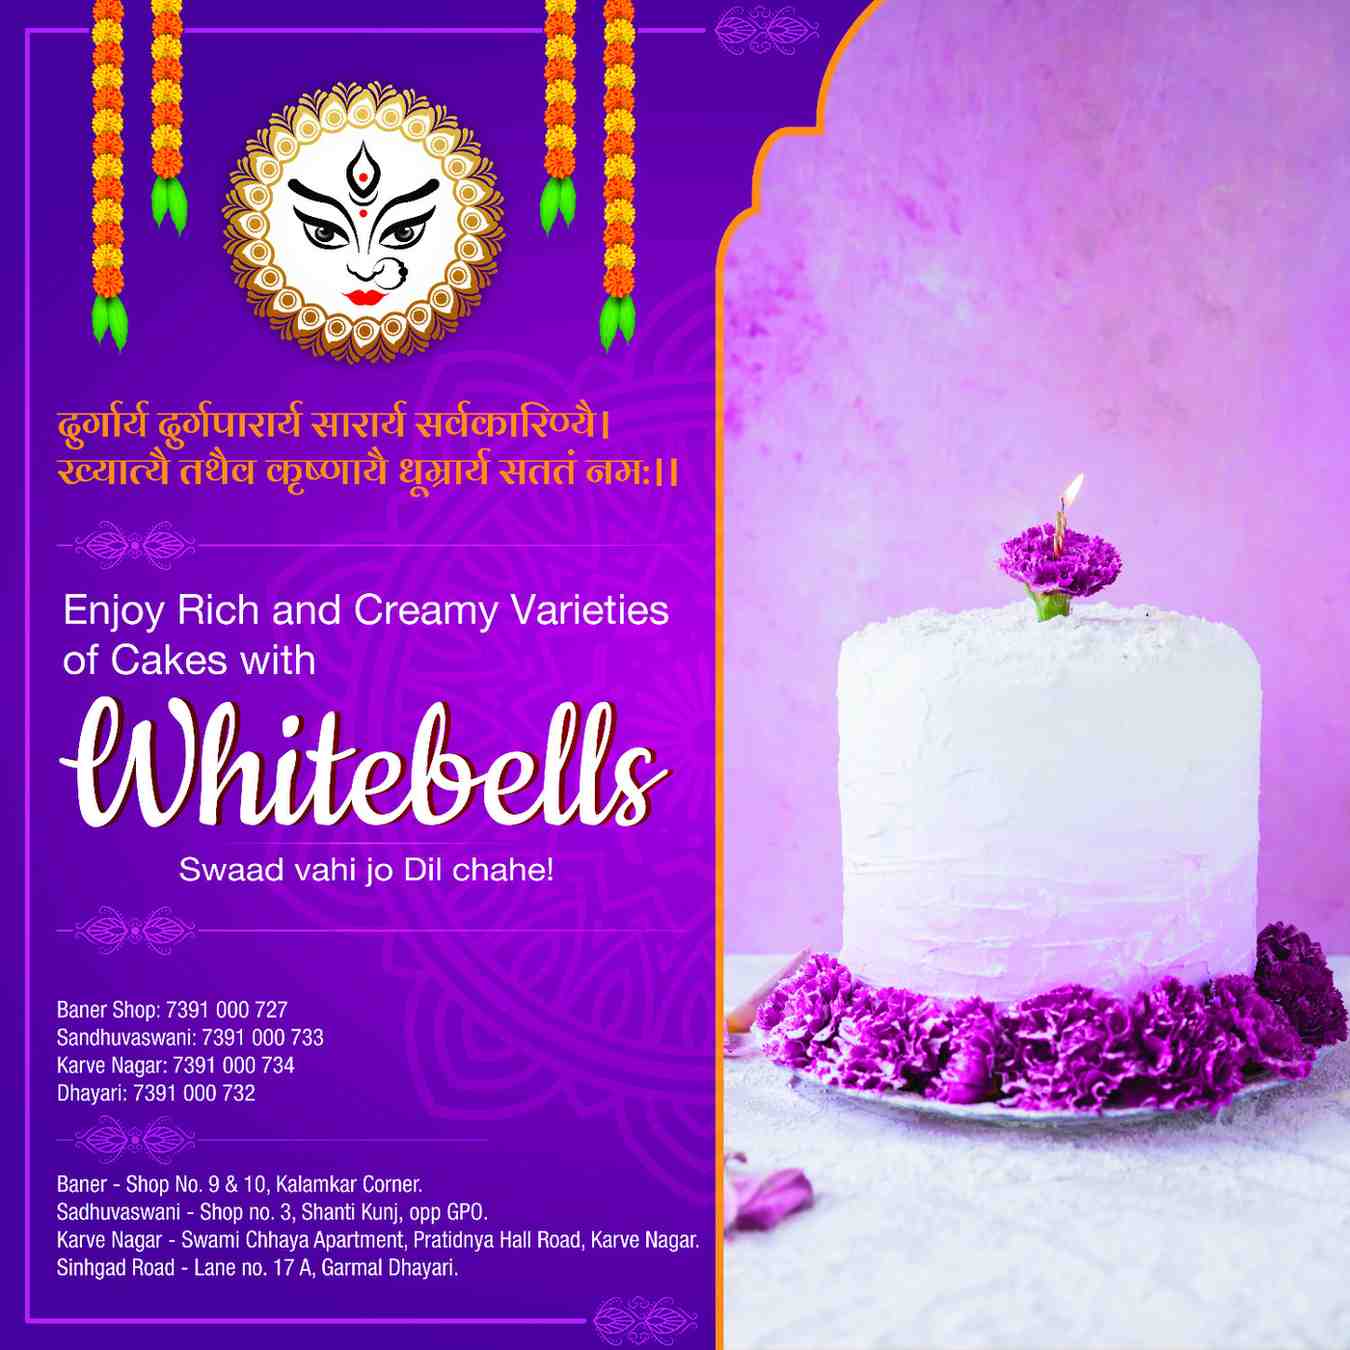 दुर्गार्य दुर्गपारार्य सारार्य सर्वकारिण्यै।
ख्यात्यै तथैव कृष्णायै धूम्रार्य सततं नमः।।
Enjoy Rich and Creamy Varieties
of Cakes with
Whitebells
Swaad vahi jo Dil chahe!
Baner Shop: 7391 000 727
Sandhuvaswani: 7391 000 733
Karve Nagar: 7391 000 734
Dhayari: 7391 000 732
Baner - Shop No. 9 & 10, Kalamkar Corner.
Sadhuvaswani - Shop no. 3, Shanti Kunj, opp GPO.
Karve Nagar - Swami Chhaya Apartment, Pratidnya Hall Road, Karve Nagar.
Sinhgad Road - Lane no. 17 A, Garmal Dhayari.